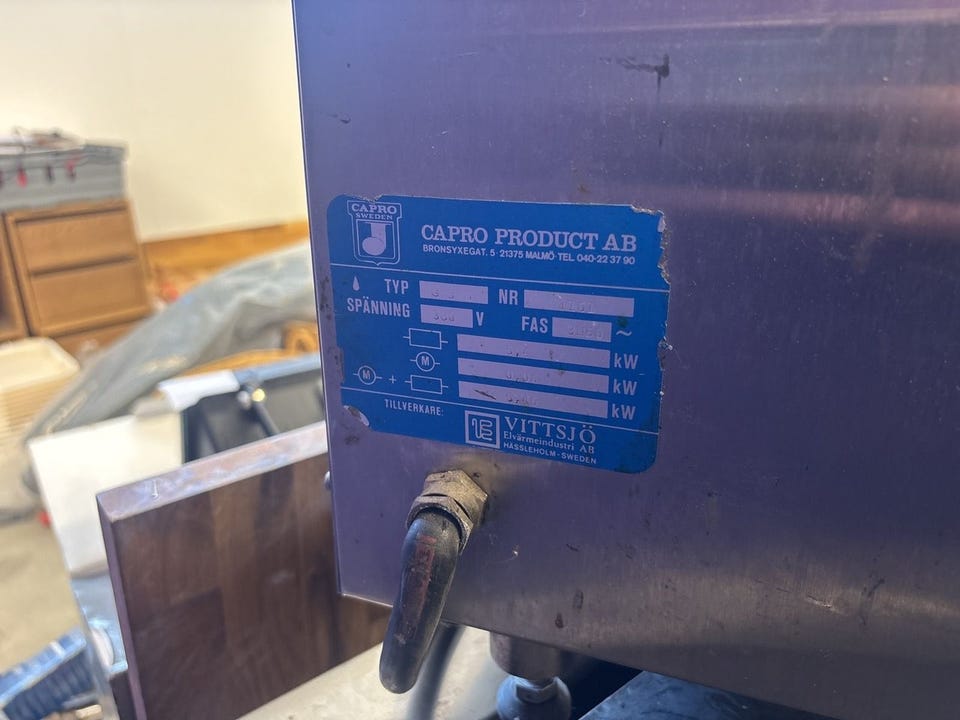 CAPRO
SWEDEN
CAPRO PRODUCT AB
BRONSYXEGAT. 5 · 21375 MALMÖ · TEL 040-22 37 90
TYP NR
SPÄNNING 380 V FAS ~
kW
M kW
M + kW
TILLVERKARE:
VITTSJÖ
Elvärmeindustri AB
HÄSSLEHOLM - SWEDEN